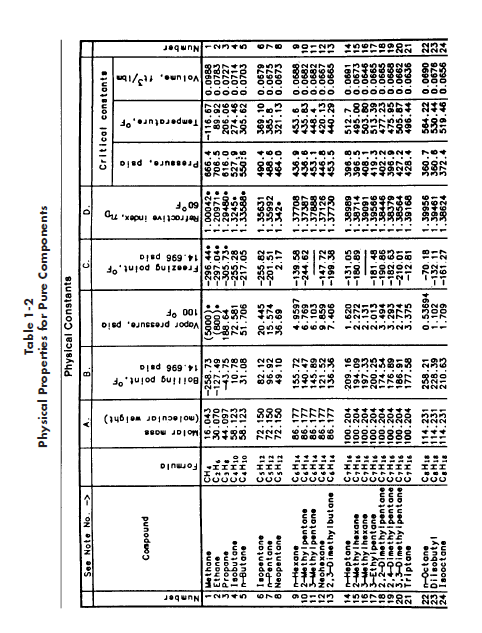 Table 1-2
Physical Properties for Pure Components
Physical Constants
See Note No. -> A. B. C. D.
Critical constants
Number Compound Formula Molar mass (molecular weight) Boiling point, °F 14.696 psia Vapor pressure, psia 100 °F Freezing point, °F 14.696 psia Refractive index, nD 60 °F Pressure, psia Temperature, °F Volume, ft3/lbm Number
1 Methane CH4 16.043 -258.73 (5000)* -296.44* 1.00042* 666.4 -116.67 0.0988 1
2 Ethane C2H6 30.070 -127.49 (800)* -297.04* 1.20971* 706.5 89.92 0.0783 2
3 Propane C3H8 44.097 -43.75 188.64 -305.73* 1.29480* 616.0 206.06 0.0727 3
4 Isobutane C4H10 58.123 10.78 72.581 -255.28 1.3245* 527.9 274.46 0.0714 4
5 n-Butane C4H10 58.123 31.08 51.706 -217.05 1.33588* 550.6 305.62 0.0703 5
6 Isopentane C5H12 72.150 82.12 20.445 -255.82 1.35631 490.4 369.10 0.0679 6
7 n-Pentane C5H12 72.150 96.92 15.574 -201.51 1.35992 488.6 385.8 0.0675 7
8 Neopentane C5H12 72.150 49.10 36.69 2.17 1.342* 464.0 321.13 0.0673 8
9 n-Hexane C6H14 86.177 155.72 4.9597 -139.58 1.37708 436.9 453.6 0.0688 9
10 2-Methylpentane C6H14 86.177 140.47 6.769 -244.62 1.37387 436.6 435.83 0.0682 10
11 3-Methylpentane C6H14 86.177 145.89 6.103 — 1.37888 453.1 448.4 0.0682 11
12 Neohexane C6H14 86.177 121.52 9.859 -147.72 1.37126 446.8 420.13 0.0667 12
13 2,3-Dimethylbutane C6H14 86.177 136.36 7.406 -199.38 1.37730 453.5 440.29 0.0665 13
14 n-Heptane C7H16 100.204 209.16 1.620 -131.05 1.38989 396.8 512.7 0.0691 14
15 2-Methylhexane C7H16 100.204 194.09 2.272 -180.89 1.38714 396.5 495.00 0.0673 15
16 3-Methylhexane C7H16 100.204 197.33 2.131 — 1.39091 408.1 503.80 0.0646 16
17 3-Ethylpentane C7H16 100.204 200.25 2.013 -181.48 1.39566 419.3 513.39 0.0665 17
18 2,2-Dimethylpentane C7H16 100.204 174.54 3.494 -190.86 1.38446 402.2 477.23 0.0665 18
19 2,4-Dimethylpentane C7H16 100.204 176.89 3.293 -182.63 1.38379 396.9 475.95 0.0668 19
20 3,3-Dimethylpentane C7H16 100.204 186.91 2.774 -210.01 1.38564 427.2 505.87 0.0662 20
21 Triptane C7H16 100.204 177.58 3.375 -12.81 1.39168 428.4 496.44 0.0636 21
22 n-Octane C8H18 114.231 258.21 0.53694 -70.18 1.39956 360.7 564.22 0.0690 22
23 Diisobutyl C8H18 114.231 228.39 1.102 -132.11 1.39461 360.6 530.44 0.0676 23
24 Isooctane C8H18 114.231 210.63 1.709 -161.27 1.38624 372.4 519.46 0.0656 24